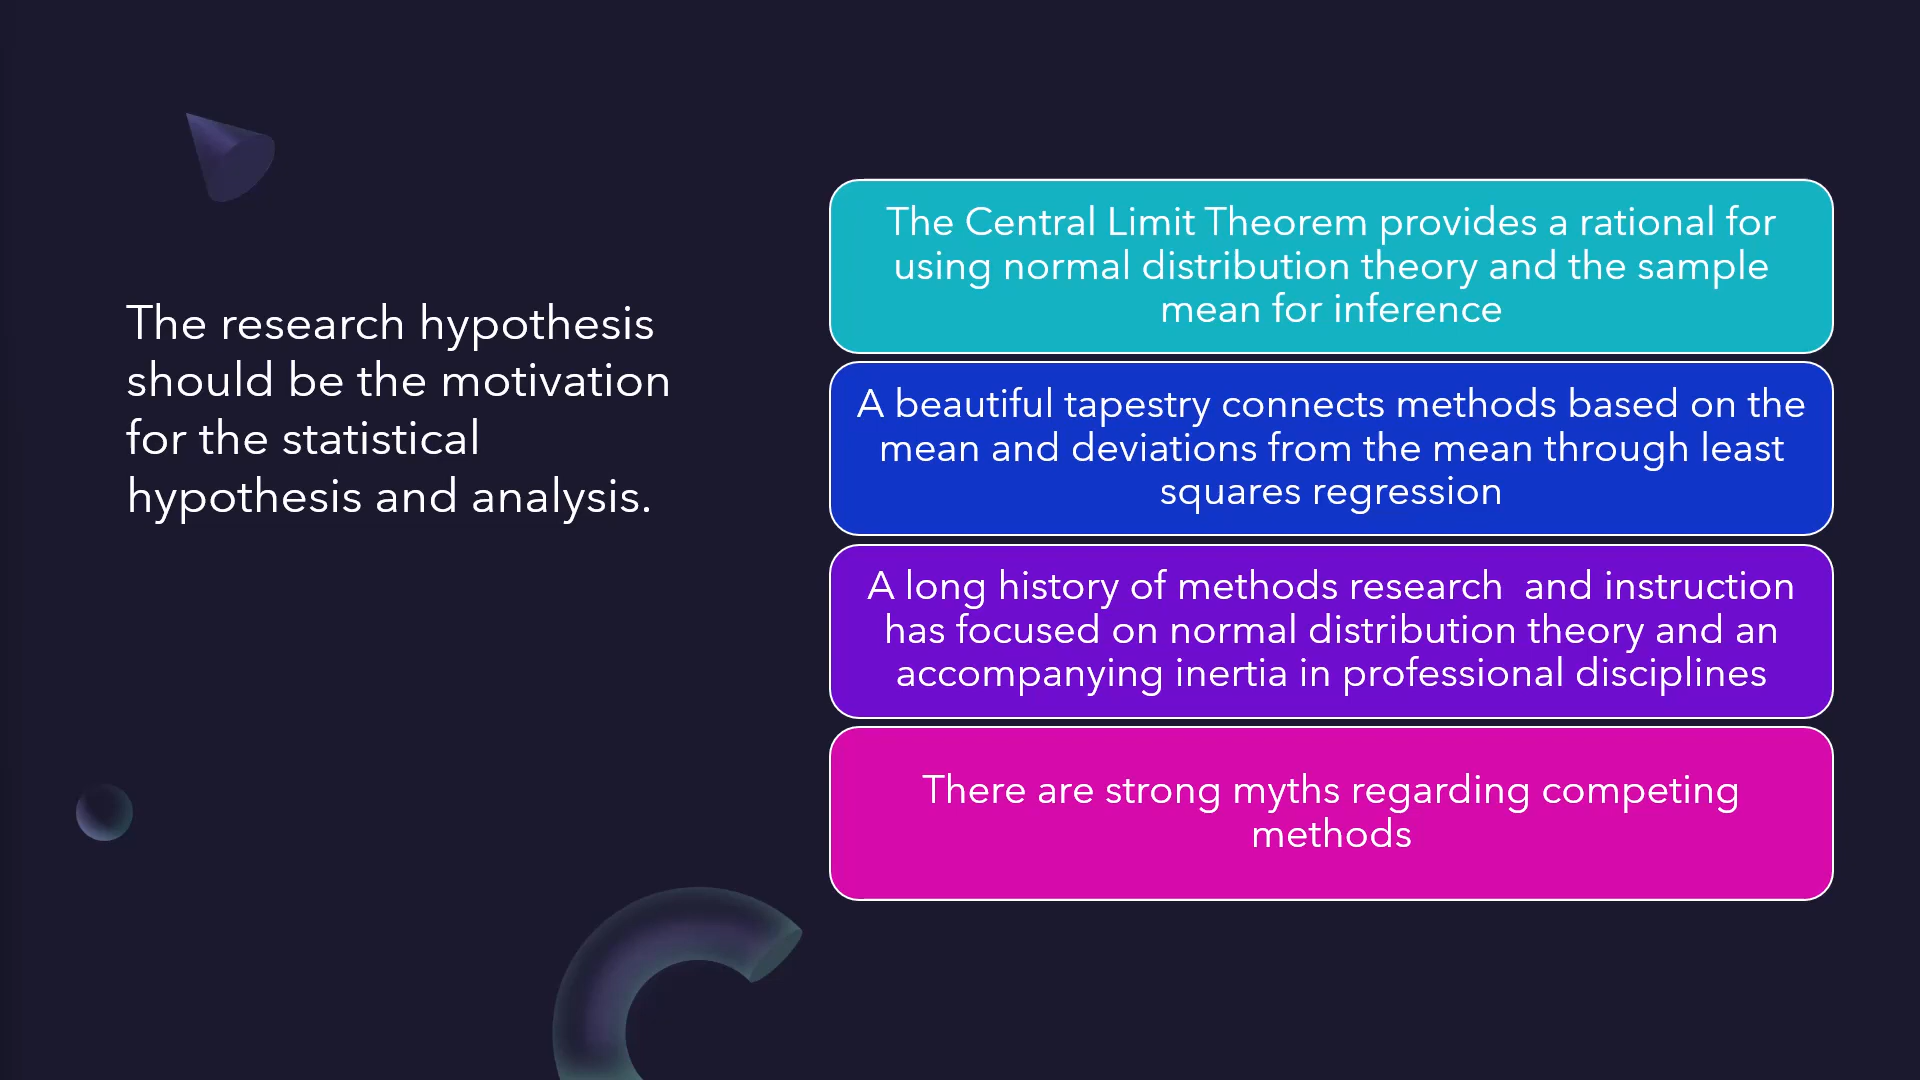 The research hypothesis
should be the motivation
for the statistical
hypothesis and analysis.
The Central Limit Theorem provides a rational for
using normal distribution theory and the sample
mean for inference
A beautiful tapestry connects methods based on the
mean and deviations from the mean through least
squares regression
A long history of methods research  and instruction
has focused on normal distribution theory and an
accompanying inertia in professional disciplines
There are strong myths regarding competing
methods